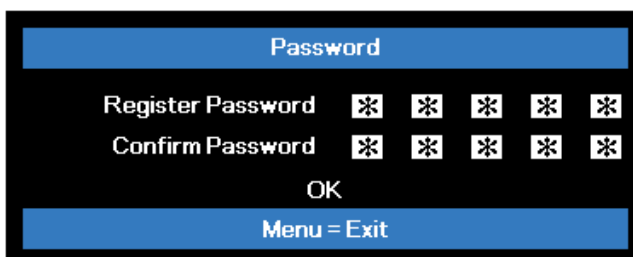 Password
Register Password * * * * *
Confirm Password * * * * *
OK
Menu = Exit